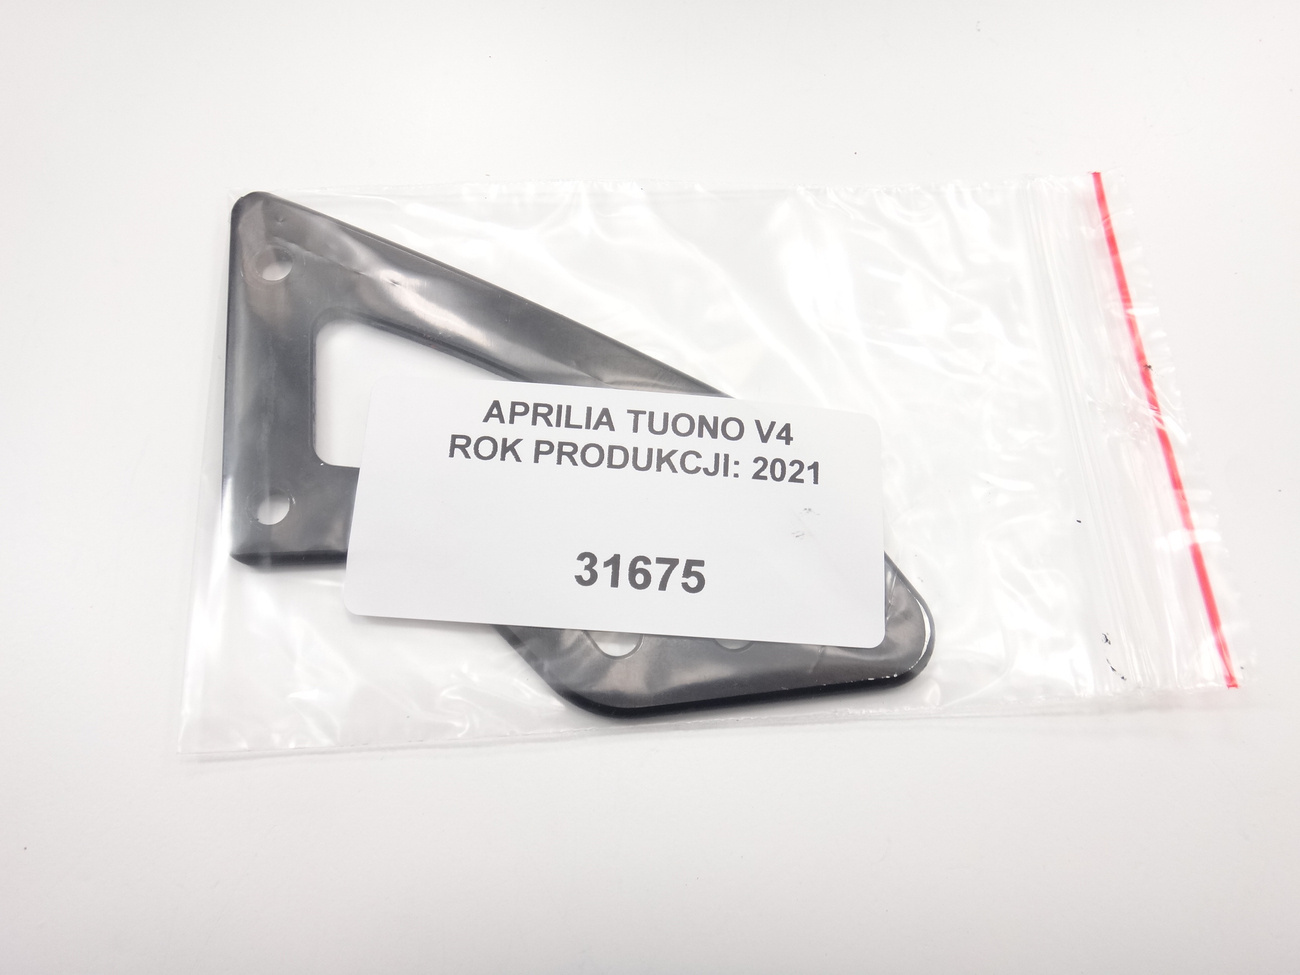 APRILIA TUONO V4
ROK PRODUKCJI: 2021
31675